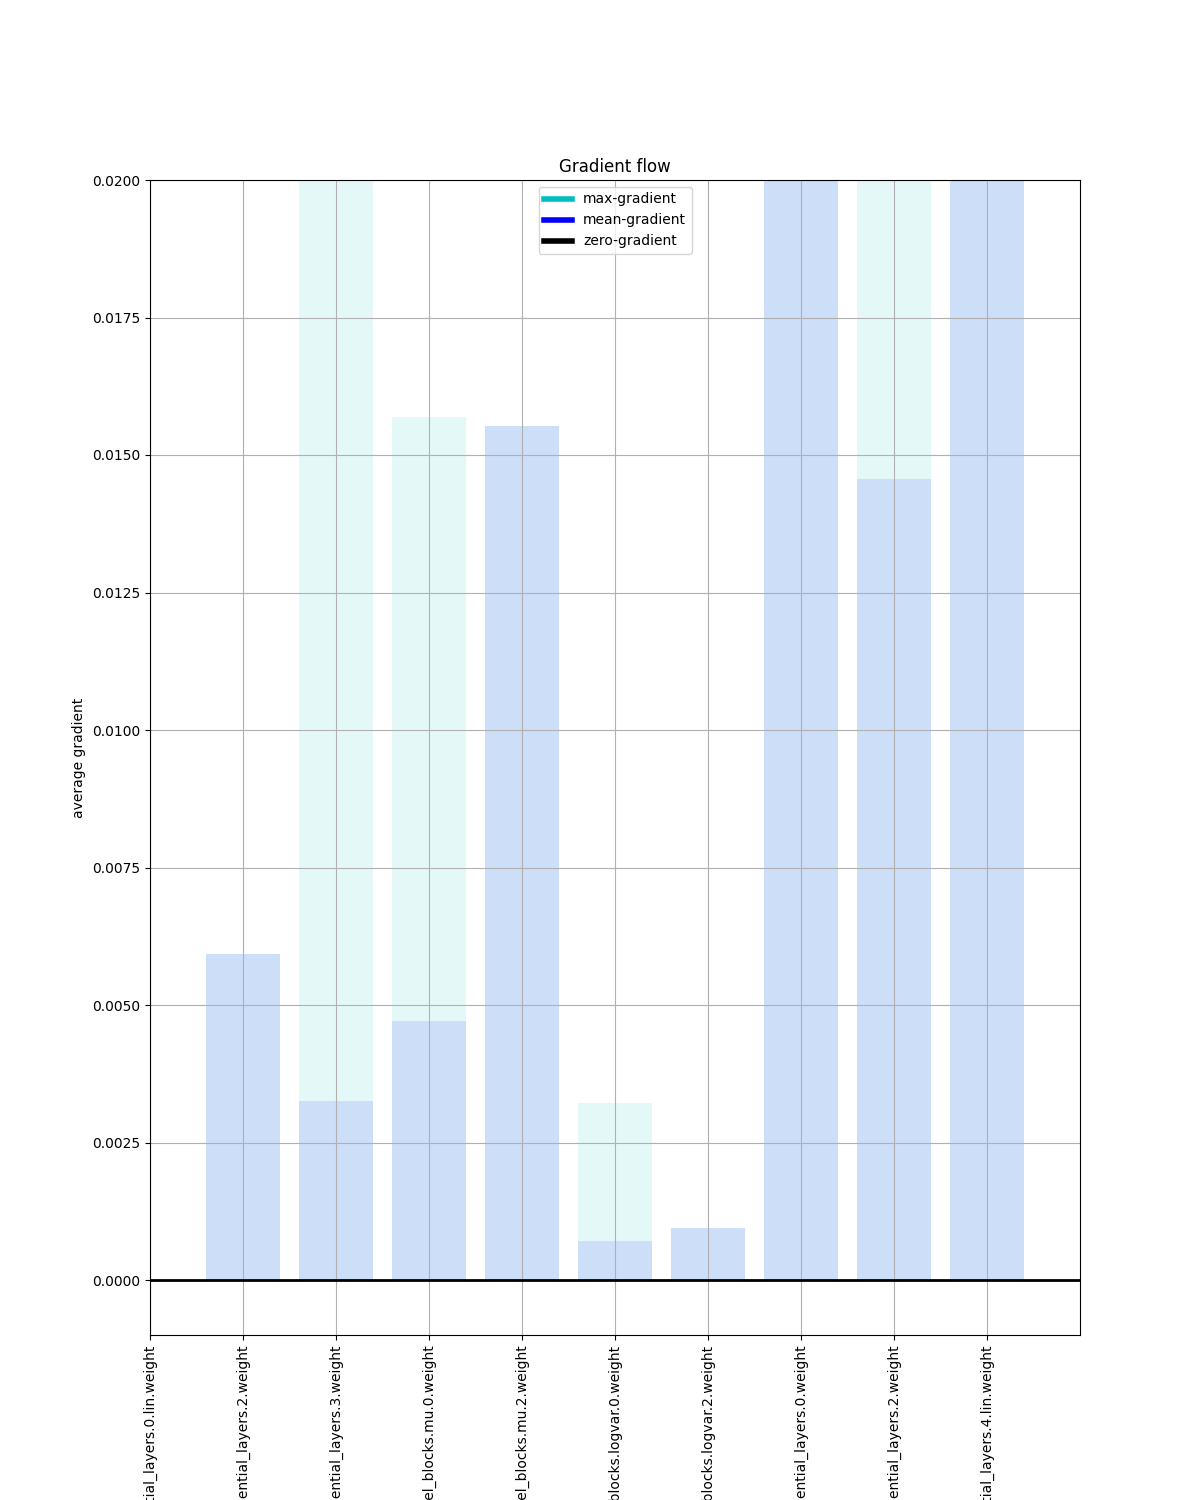 Gradient flow
max-gradient
mean-gradient
zero-gradient
0.0200
0.0175
0.0150
0.0125
0.0100
0.0075
0.0050
0.0025
0.0000
average gradient
tial_layers.0.lin.weight
ential_layers.2.weight
ential_layers.3.weight
el_blocks.mu.0.weight
el_blocks.mu.2.weight
blocks.logvar.0.weight
blocks.logvar.2.weight
ential_layers.0.weight
ential_layers.2.weight
tial_layers.4.lin.weight